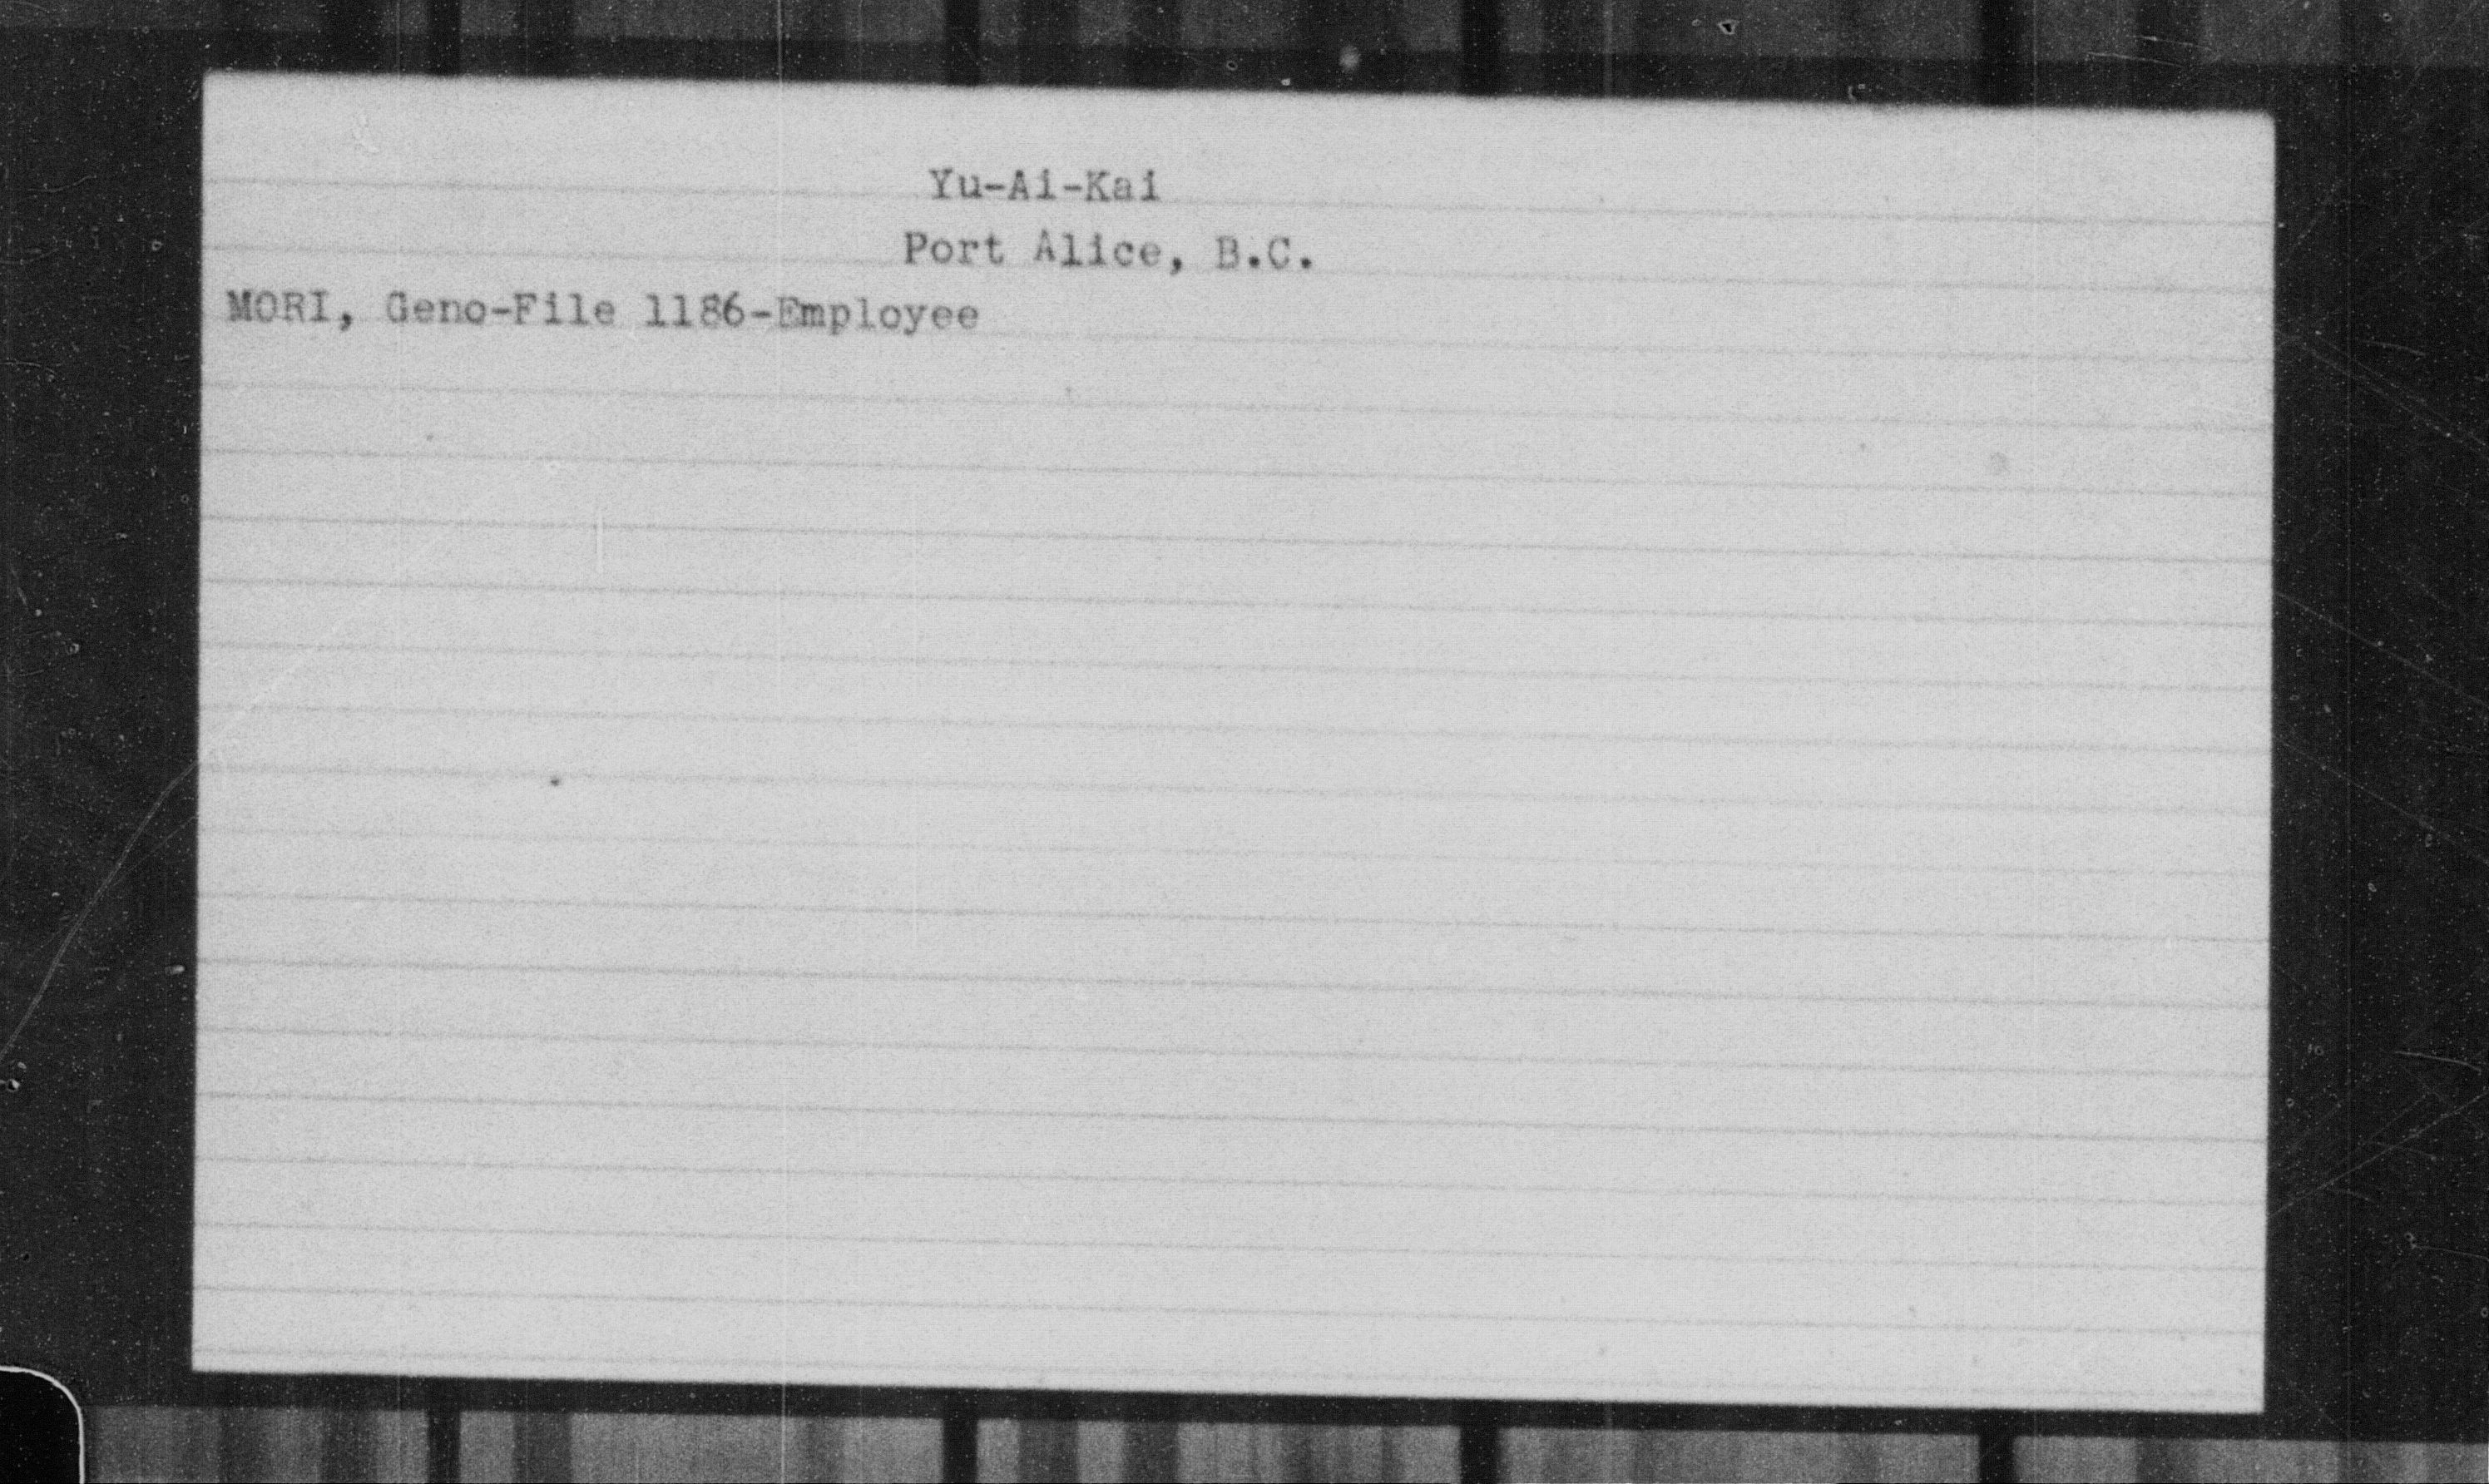 Yu-Ai-Kai
Port Alice, B.C.
MORI, Geno-File 1186-Employee